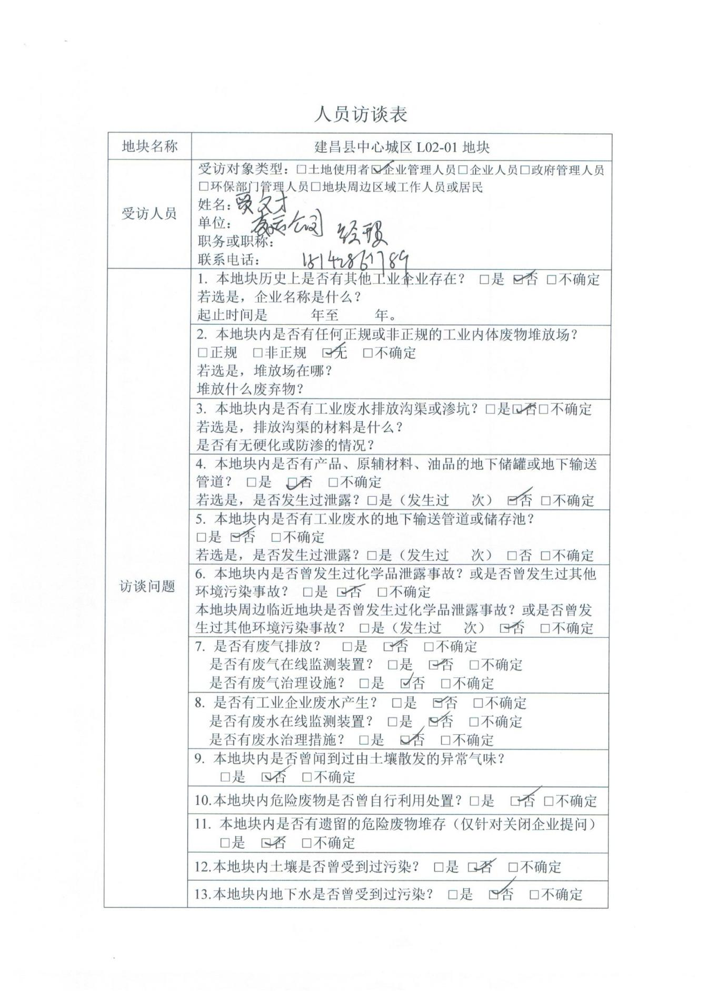 人员访谈表
地块名称
建昌县中心城区 L02-01 地块
受访人员
受访对象类型：□土地使用者☑企业管理人员□企业人员□政府管理人员
□环保部门管理人员□地块周边区域工作人员或居民
姓名：贾文才
单位：公司
职务或职称：经理
联系电话：
访谈问题
1. 本地块历史上是否有其他工业企业存在？ □是 ☑否 □不确定
若选是，企业名称是什么？
起止时间是 年至 年。
2. 本地块内是否有任何正规或非正规的工业内体废物堆放场？
□正规 □非正规 ☑无 □不确定
若选是，堆放场在哪？
堆放什么废弃物？
3. 本地块内是否有工业废水排放沟渠或渗坑？□是☑否□不确定
若选是，排放沟渠的材料是什么？
是否有无硬化或防渗的情况？
4. 本地块内是否有产品、原辅材料、油品的地下储罐或地下输送
管道？ □是 ☑否 □不确定
若选是，是否发生过泄露？□是（发生过 次） ☑否 □不确定
5. 本地块内是否有工业废水的地下输送管道或储存池？
□是 ☑否 □不确定
若选是，是否发生过泄露？□是（发生过 次） □否 □不确定
6. 本地块内是否曾发生过化学品泄露事故？或是否曾发生过其他
环境污染事故？ □是 ☑否 □不确定
本地块周边临近地块是否曾发生过化学品泄露事故？或是否曾发
生过其他环境污染事故？ □是（发生过 次） ☑否 □不确定
7. 是否有废气排放？ □是 ☑否 □不确定
是否有废气在线监测装置？ □是 ☑否 □不确定
是否有废气治理设施？ □是 ☑否 □不确定
8. 是否有工业企业废水产生？ □是 ☑否 □不确定
是否有废水在线监测装置？ □是 ☑否 □不确定
是否有废水治理措施？ □是 ☑否 □不确定
9. 本地块内是否曾闻到过由土壤散发的异常气味？
□是 ☑否 □不确定
10.本地块内危险废物是否曾自行利用处置？□是 ☑否 □不确定
11. 本地块内是否有遗留的危险废物堆存（仅针对关闭企业提问）
□是 ☑否 □不确定
12.本地块内土壤是否曾受到过污染？ □是 ☑否 □不确定
13.本地块内地下水是否曾受到过污染？ □是 ☑否 □不确定